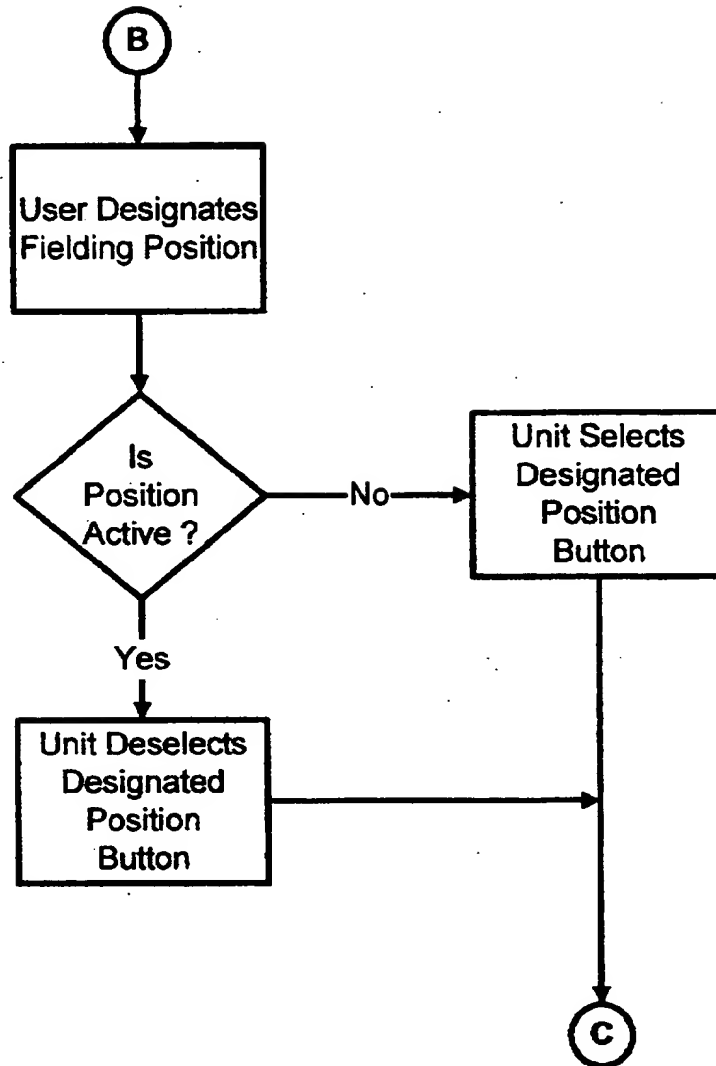 B
User Designates
Fielding Position
Is
Position
Active ?
No
Unit Selects
Designated
Position
Button
Yes
Unit Deselects
Designated
Position
Button
C